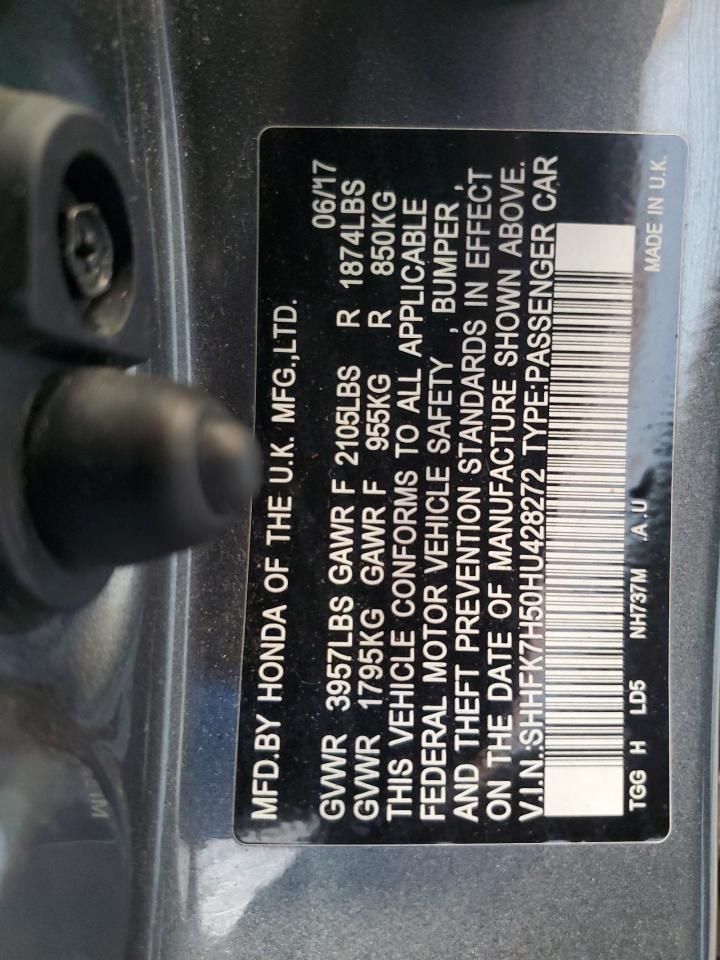 MFD.BY HONDA OF THE U.K. MFG.,LTD.
06/17
GVWR 3957LBS GAWR F 2105LBS R 1874LBS
GVWR 1795KG GAWR F 955KG R 850KG
THIS VEHICLE CONFORMS TO ALL APPLICABLE
FEDERAL MOTOR VEHICLE SAFETY , BUMPER ,
AND THEFT PREVENTION STANDARDS IN EFFECT
ON THE DATE OF MANUFACTURE SHOWN ABOVE.
V.I.N:SHHFK7H50HU428272 TYPE:PASSENGER CAR
TGG H LD5 NH737M .A.U
MADE IN U.K.